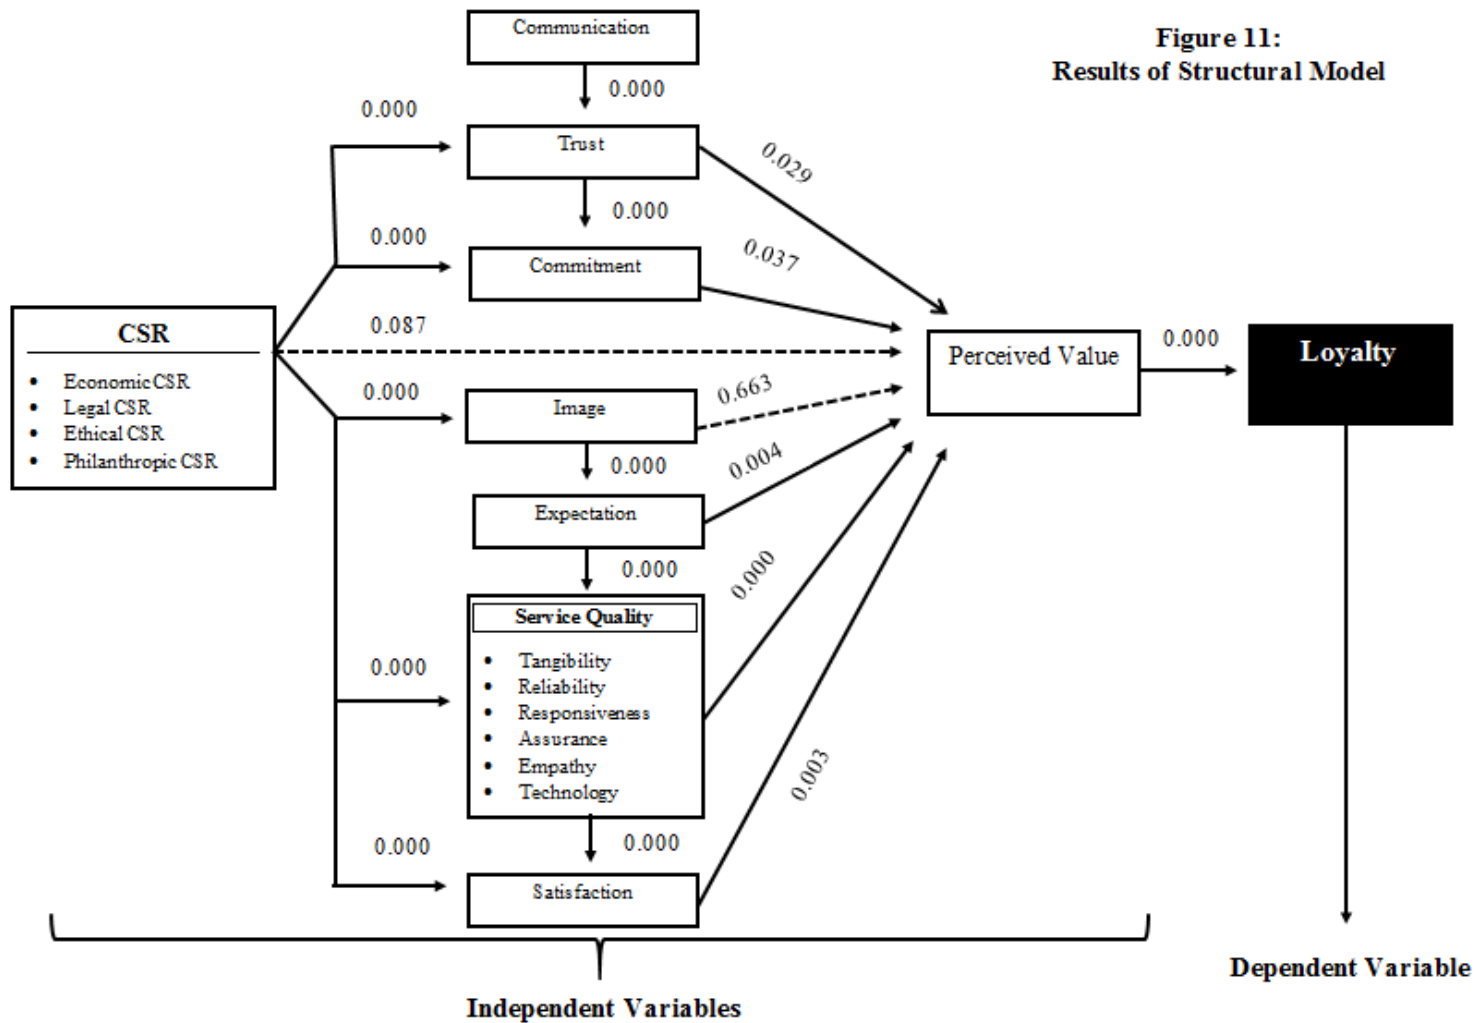 Figure 11:
Results of Structural Model
Communication
0.000
0.000
Trust
0.029
0.000
0.000
Commitment
0.037
CSR
• Economic CSR
• Legal CSR
• Ethical CSR
• Philanthropic CSR
0.087
Perceived Value
0.000
Loyalty
0.000
Image
0.663
0.000
0.004
Expectation
0.000
0.000
Service Quality
• Tangibility
• Reliability
• Responsiveness
• Assurance
• Empathy
• Technology
0.000
0.003
0.000
0.000
Satisfaction
Independent Variables
Dependent Variable